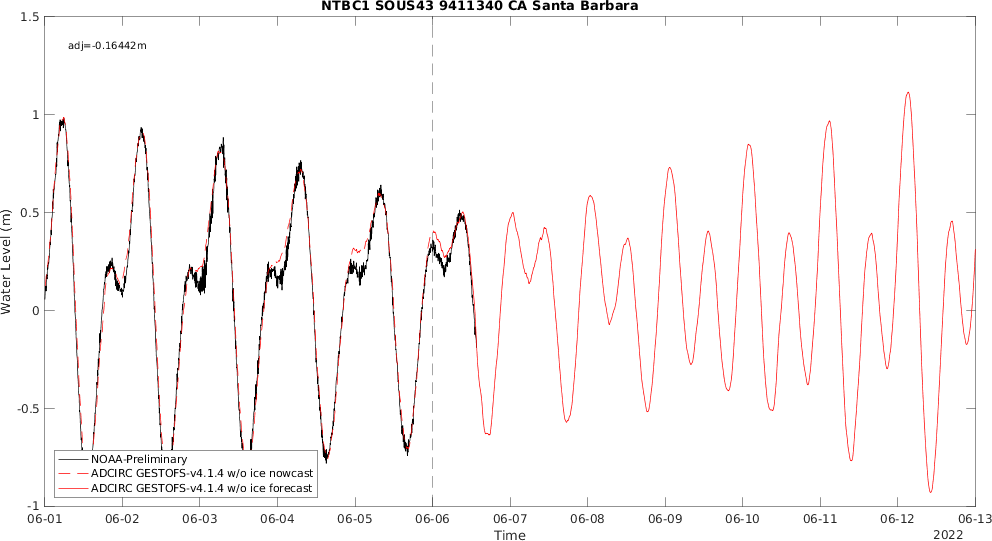 NTBC1 SOUS43 9411340 CA Santa Barbara
adj=-0.16442m
1.5
1
0.5
0
-0.5
-1
Water Level (m)
NOAA-Preliminary
ADCIRC GESTOFS-v4.1.4 w/o ice nowcast
ADCIRC GESTOFS-v4.1.4 w/o ice forecast
06-01 06-02 06-03 06-04 06-05 06-06 06-07 06-08 06-09 06-10 06-11 06-12 06-13
Time
2022